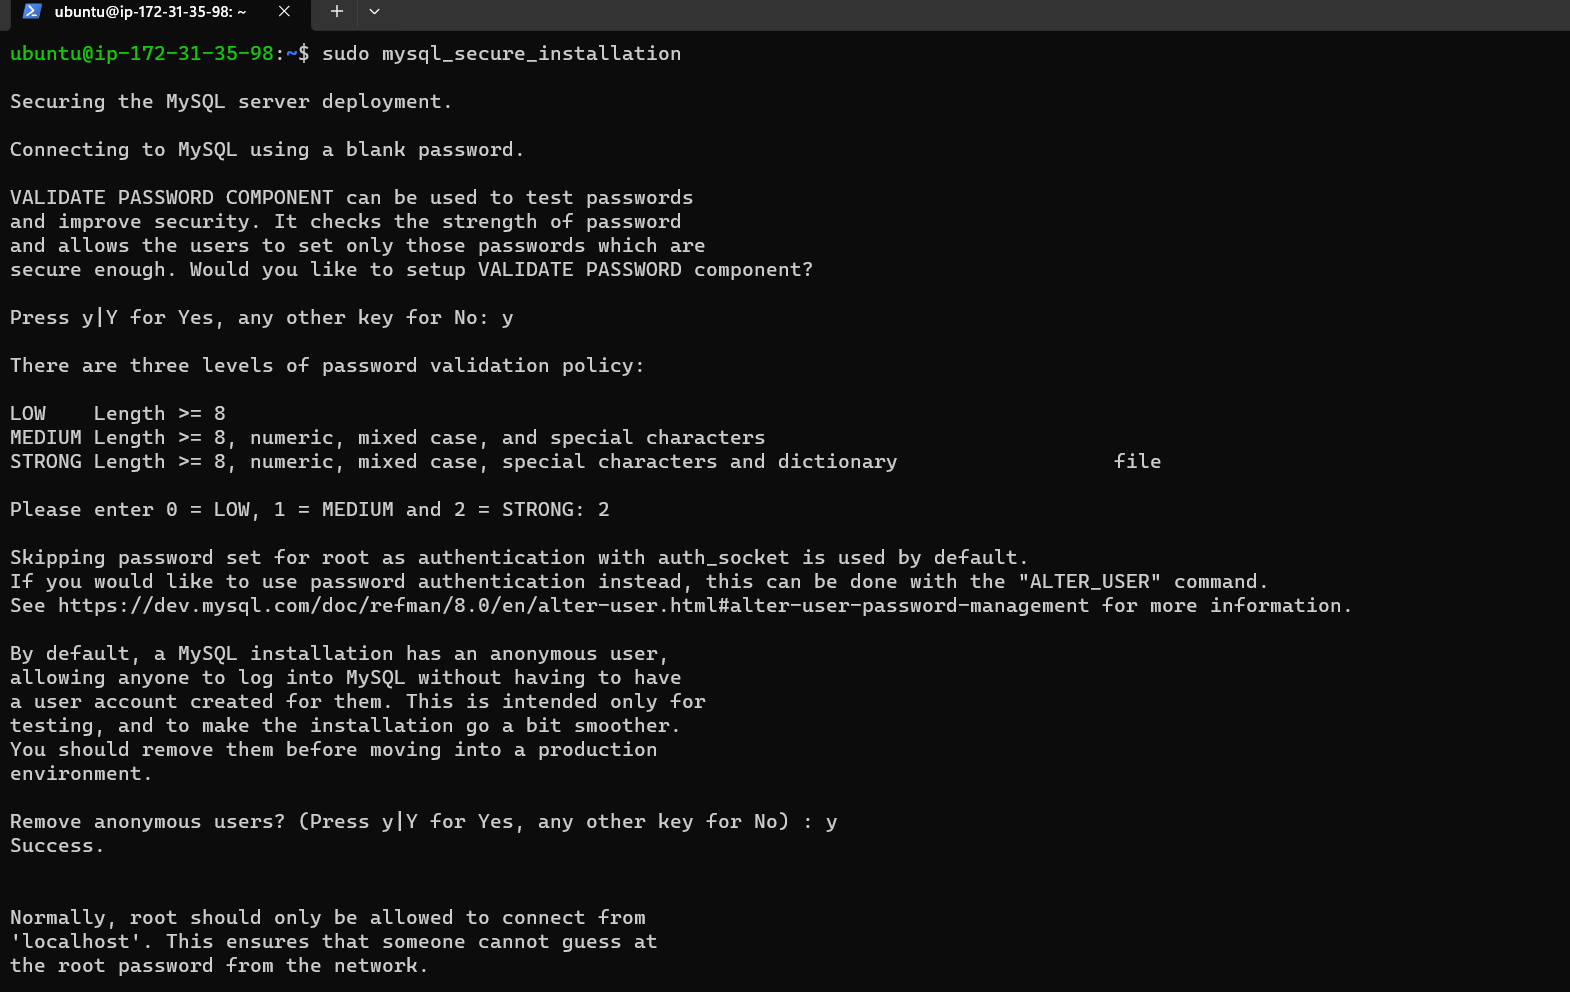 ubuntu@ip-172-31-35-98: ~
ubuntu@ip-172-31-35-98:~$ sudo mysql_secure_installation
Securing the MySQL server deployment.
Connecting to MySQL using a blank password.
VALIDATE PASSWORD COMPONENT can be used to test passwords
and improve security. It checks the strength of password
and allows the users to set only those passwords which are
secure enough. Would you like to setup VALIDATE PASSWORD component?
Press y|Y for Yes, any other key for No: y
There are three levels of password validation policy:
LOW    Length >= 8
MEDIUM Length >= 8, numeric, mixed case, and special characters
STRONG Length >= 8, numeric, mixed case, special characters and dictionary                  file
Please enter 0 = LOW, 1 = MEDIUM and 2 = STRONG: 2
Skipping password set for root as authentication with auth_socket is used by default.
If you would like to use password authentication instead, this can be done with the "ALTER_USER" command.
See https://dev.mysql.com/doc/refman/8.0/en/alter-user.html#alter-user-password-management for more information.
By default, a MySQL installation has an anonymous user,
allowing anyone to log into MySQL without having to have
a user account created for them. This is intended only for
testing, and to make the installation go a bit smoother.
You should remove them before moving into a production
environment.
Remove anonymous users? (Press y|Y for Yes, any other key for No) : y
Success.
Normally, root should only be allowed to connect from
'localhost'. This ensures that someone cannot guess at
the root password from the network.